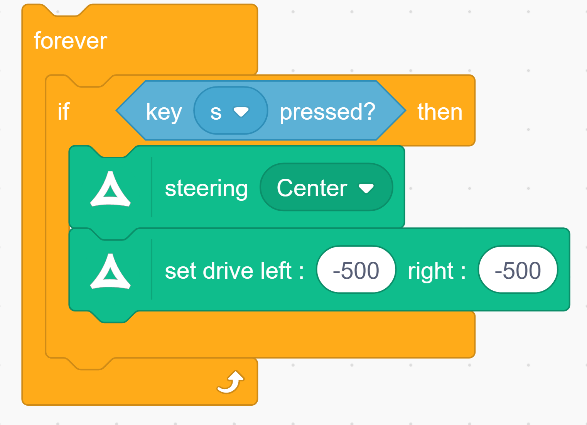 forever
if key s pressed? then
steering Center
set drive left : -500 right : -500